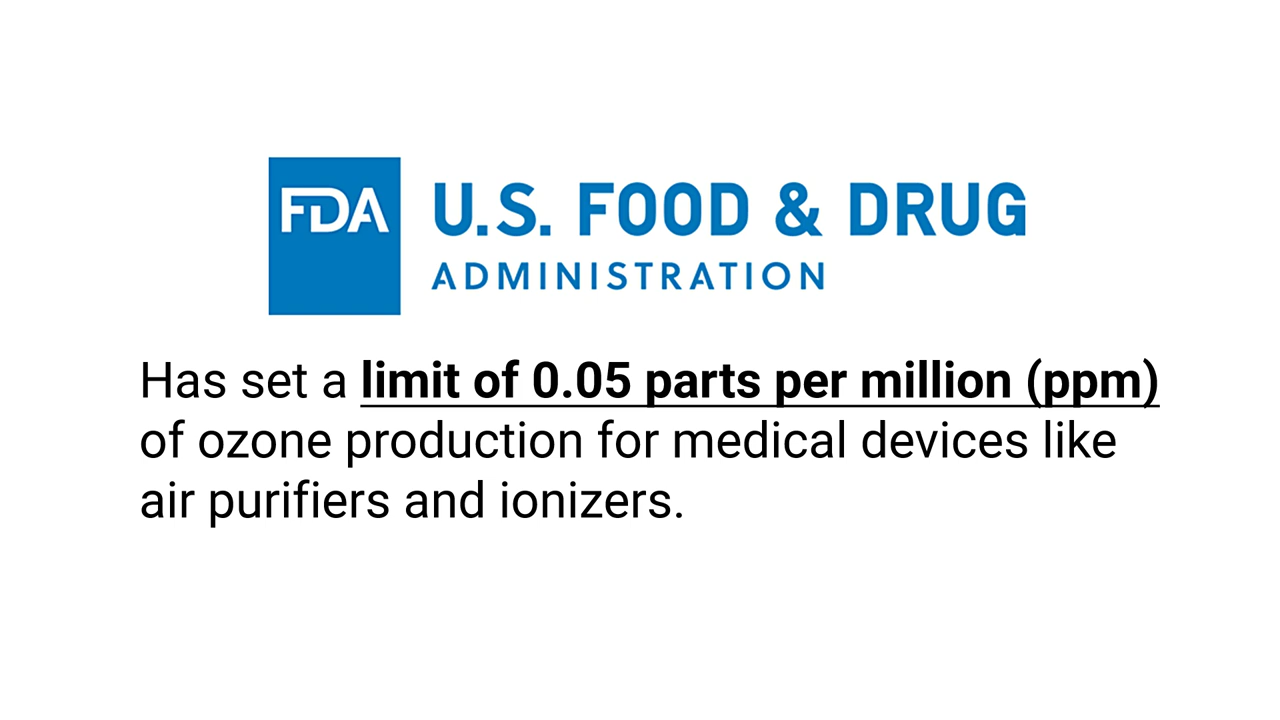 FDA U.S. FOOD & DRUG
ADMINISTRATION
Has set a limit of 0.05 parts per million (ppm)
of ozone production for medical devices like
air purifiers and ionizers.